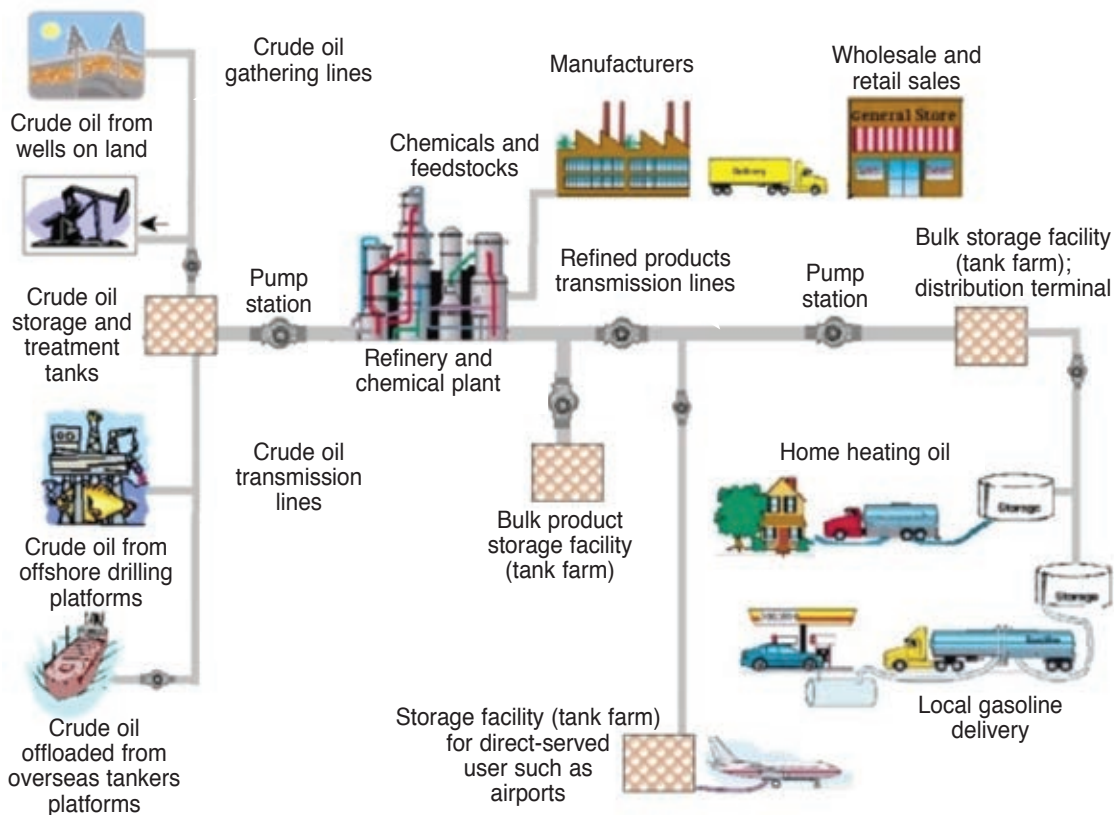 Crude oil
gathering lines
Manufacturers
Wholesale and
retail sales
General Store
Crude oil from
wells on land
Chemicals and
feedstocks
Delivery
Bulk storage facility
(tank farm);
distribution terminal
Pump
station
Refined products
transmission lines
Pump
station
Crude oil
storage and
treatment
tanks
Refinery and
chemical plant
Crude oil
transmission
lines
Home heating oil
Storage
Bulk product
storage facility
(tank farm)
Crude oil from
offshore drilling
platforms
Storage
Local gasoline
delivery
Storage facility (tank farm)
for direct-served
user such as
airports
Crude oil
offloaded from
overseas tankers
platforms